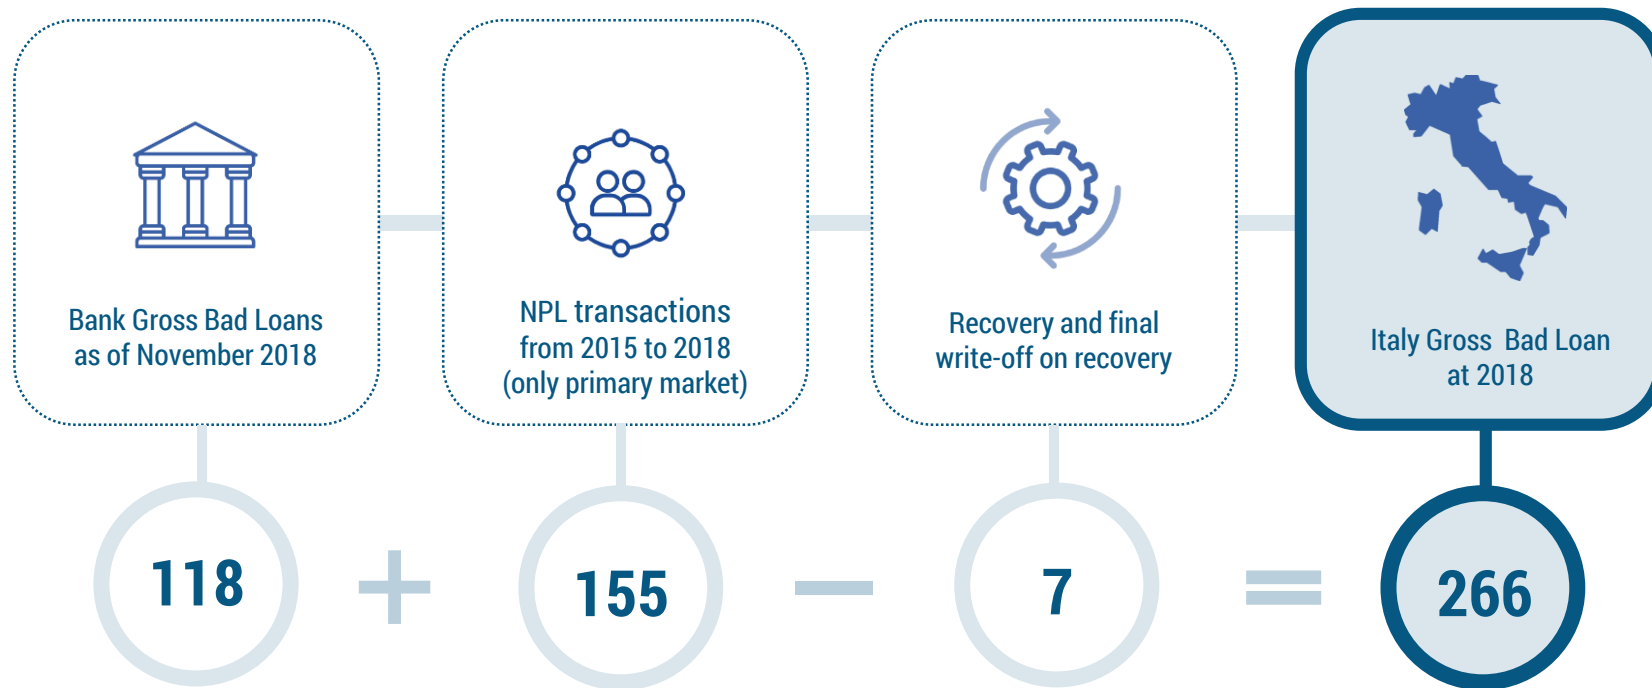 Bank Gross Bad Loans
as of November 2018
NPL transactions
from 2015 to 2018
(only primary market)
Recovery and final
write-off on recovery
Italy Gross Bad Loan
at 2018
118
+
155
−
7
=
266